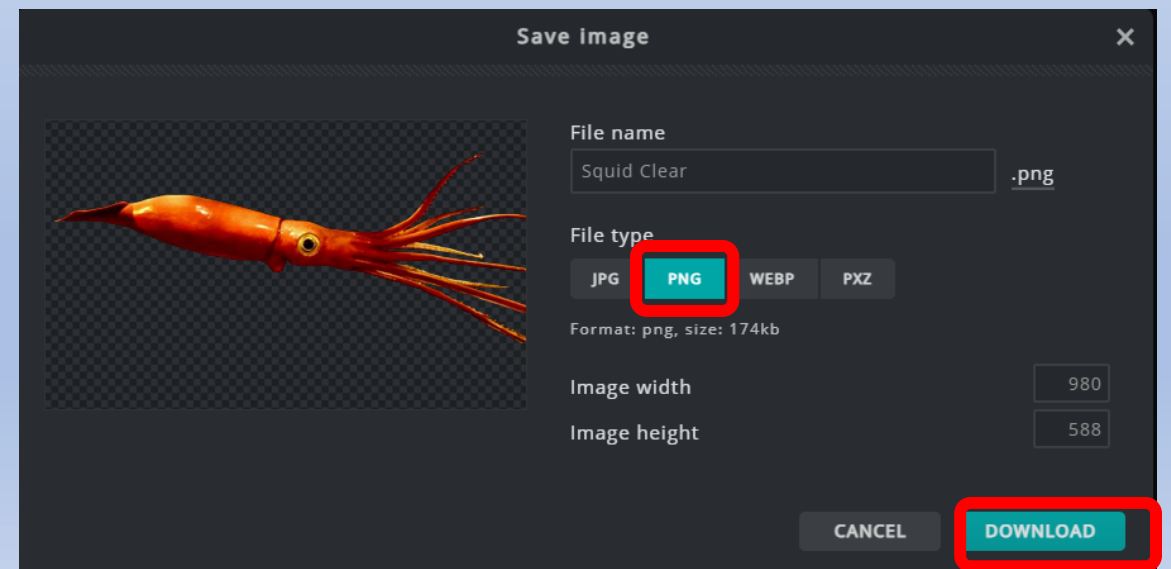 Save image
×
File name
Squid Clear
.png
File type
JPG PNG WEBP PXZ
Format: png, size: 174kb
Image width 980
Image height 588
CANCEL DOWNLOAD